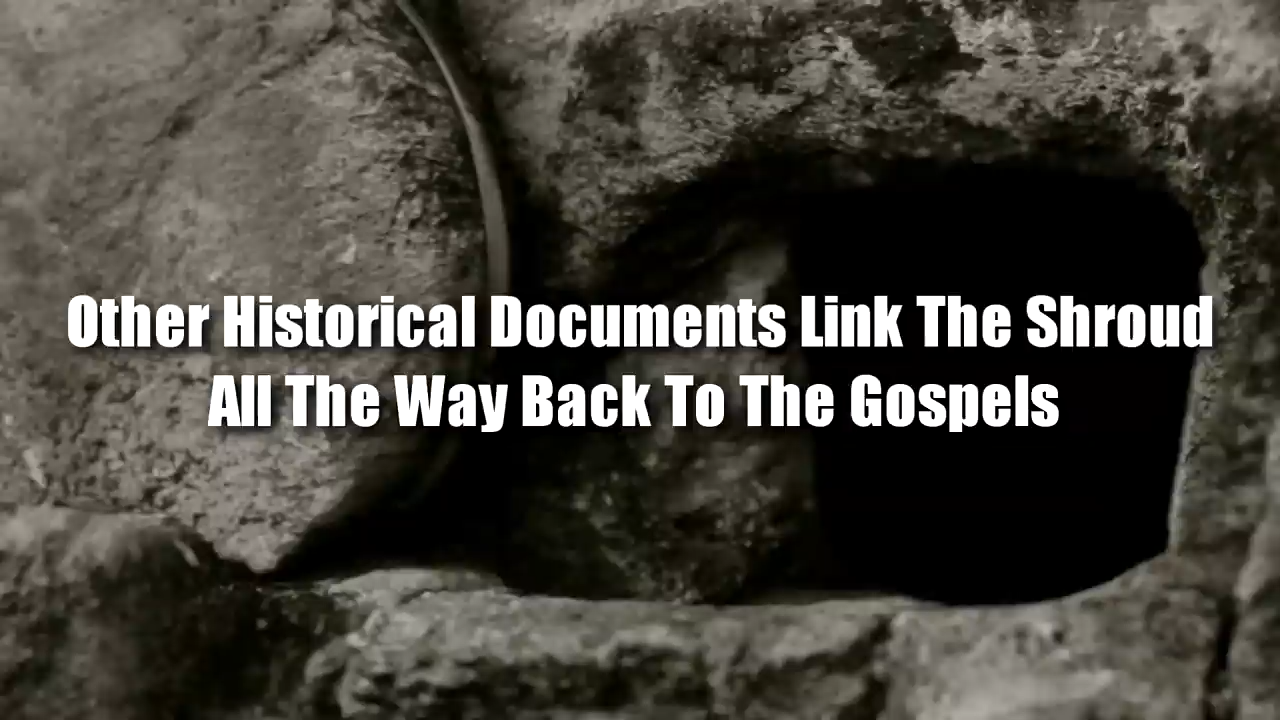 Other Historical Documents Link The Shroud
All The Way Back To The Gospels